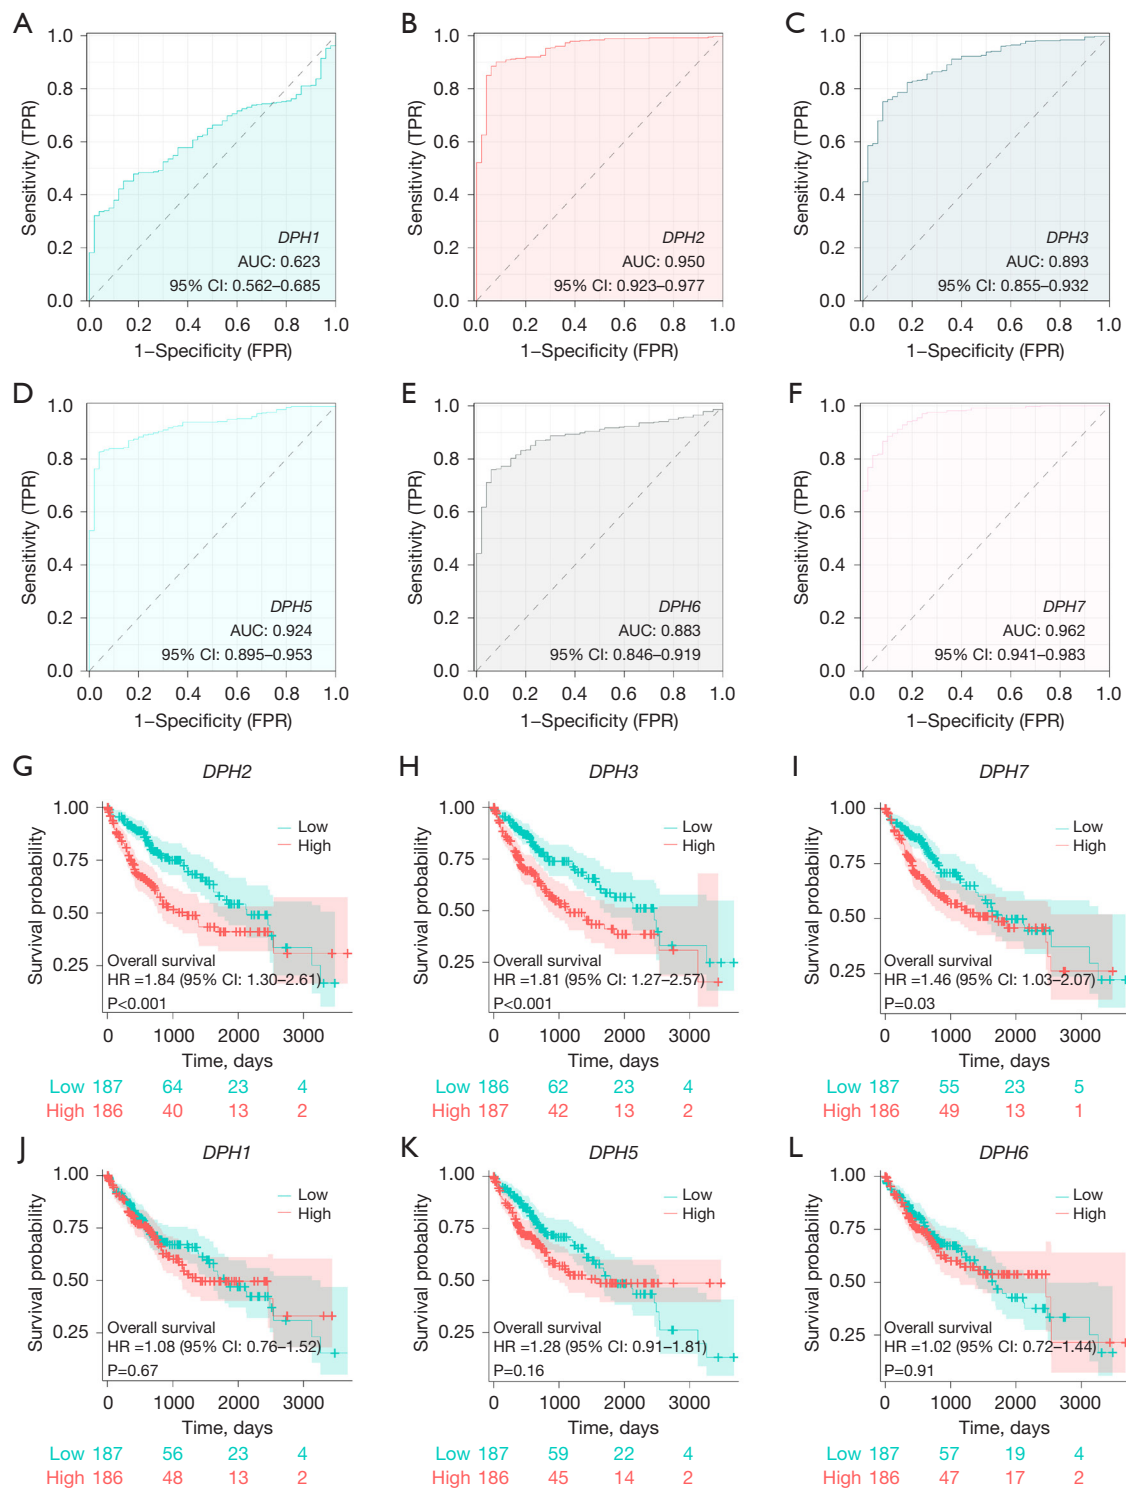 A
Sensitivity (TPR)
1.0
0.8
0.6
0.4
0.2
0.0
DPH1
AUC: 0.623
95% CI: 0.562–0.685
0.0 0.2 0.4 0.6 0.8 1.0
1–Specificity (FPR)
B
Sensitivity (TPR)
1.0
0.8
0.6
0.4
0.2
0.0
DPH2
AUC: 0.950
95% CI: 0.923–0.977
0.0 0.2 0.4 0.6 0.8 1.0
1–Specificity (FPR)
C
Sensitivity (TPR)
1.0
0.8
0.6
0.4
0.2
0.0
DPH3
AUC: 0.893
95% CI: 0.855–0.932
0.0 0.2 0.4 0.6 0.8 1.0
1–Specificity (FPR)
D
Sensitivity (TPR)
1.0
0.8
0.6
0.4
0.2
0.0
DPH5
AUC: 0.924
95% CI: 0.895–0.953
0.0 0.2 0.4 0.6 0.8 1.0
1–Specificity (FPR)
E
Sensitivity (TPR)
1.0
0.8
0.6
0.4
0.2
0.0
DPH6
AUC: 0.883
95% CI: 0.846–0.919
0.0 0.2 0.4 0.6 0.8 1.0
1–Specificity (FPR)
F
Sensitivity (TPR)
1.0
0.8
0.6
0.4
0.2
0.0
DPH7
AUC: 0.962
95% CI: 0.941–0.983
0.0 0.2 0.4 0.6 0.8 1.0
1–Specificity (FPR)
G
DPH2
Survival probability
1.00
0.75
0.50
0.25
Low
High
Overall survival
HR =1.84 (95% CI: 1.30–2.61)
P<0.001
0 1000 2000 3000
Time, days
Low 187 64 23 4
High 186 40 13 2
H
DPH3
Survival probability
1.00
0.75
0.50
0.25
Low
High
Overall survival
HR =1.81 (95% CI: 1.27–2.57)
P<0.001
0 1000 2000 3000
Time, days
Low 186 62 23 4
High 187 42 13 2
I
DPH7
Survival probability
1.00
0.75
0.50
0.25
Low
High
Overall survival
HR =1.46 (95% CI: 1.03–2.07)
P=0.03
0 1000 2000 3000
Time, days
Low 187 55 23 5
High 186 49 13 1
J
DPH1
Survival probability
1.00
0.75
0.50
0.25
Low
High
Overall survival
HR =1.08 (95% CI: 0.76–1.52)
P=0.67
0 1000 2000 3000
Time, days
Low 187 56 23 4
High 186 48 13 2
K
DPH5
Survival probability
1.00
0.75
0.50
0.25
Low
High
Overall survival
HR =1.28 (95% CI: 0.91–1.81)
P=0.16
0 1000 2000 3000
Time, days
Low 187 59 22 4
High 186 45 14 2
L
DPH6
Survival probability
1.00
0.75
0.50
0.25
Low
High
Overall survival
HR =1.02 (95% CI: 0.72–1.44)
P=0.91
0 1000 2000 3000
Time, days
Low 187 57 19 4
High 186 47 17 2